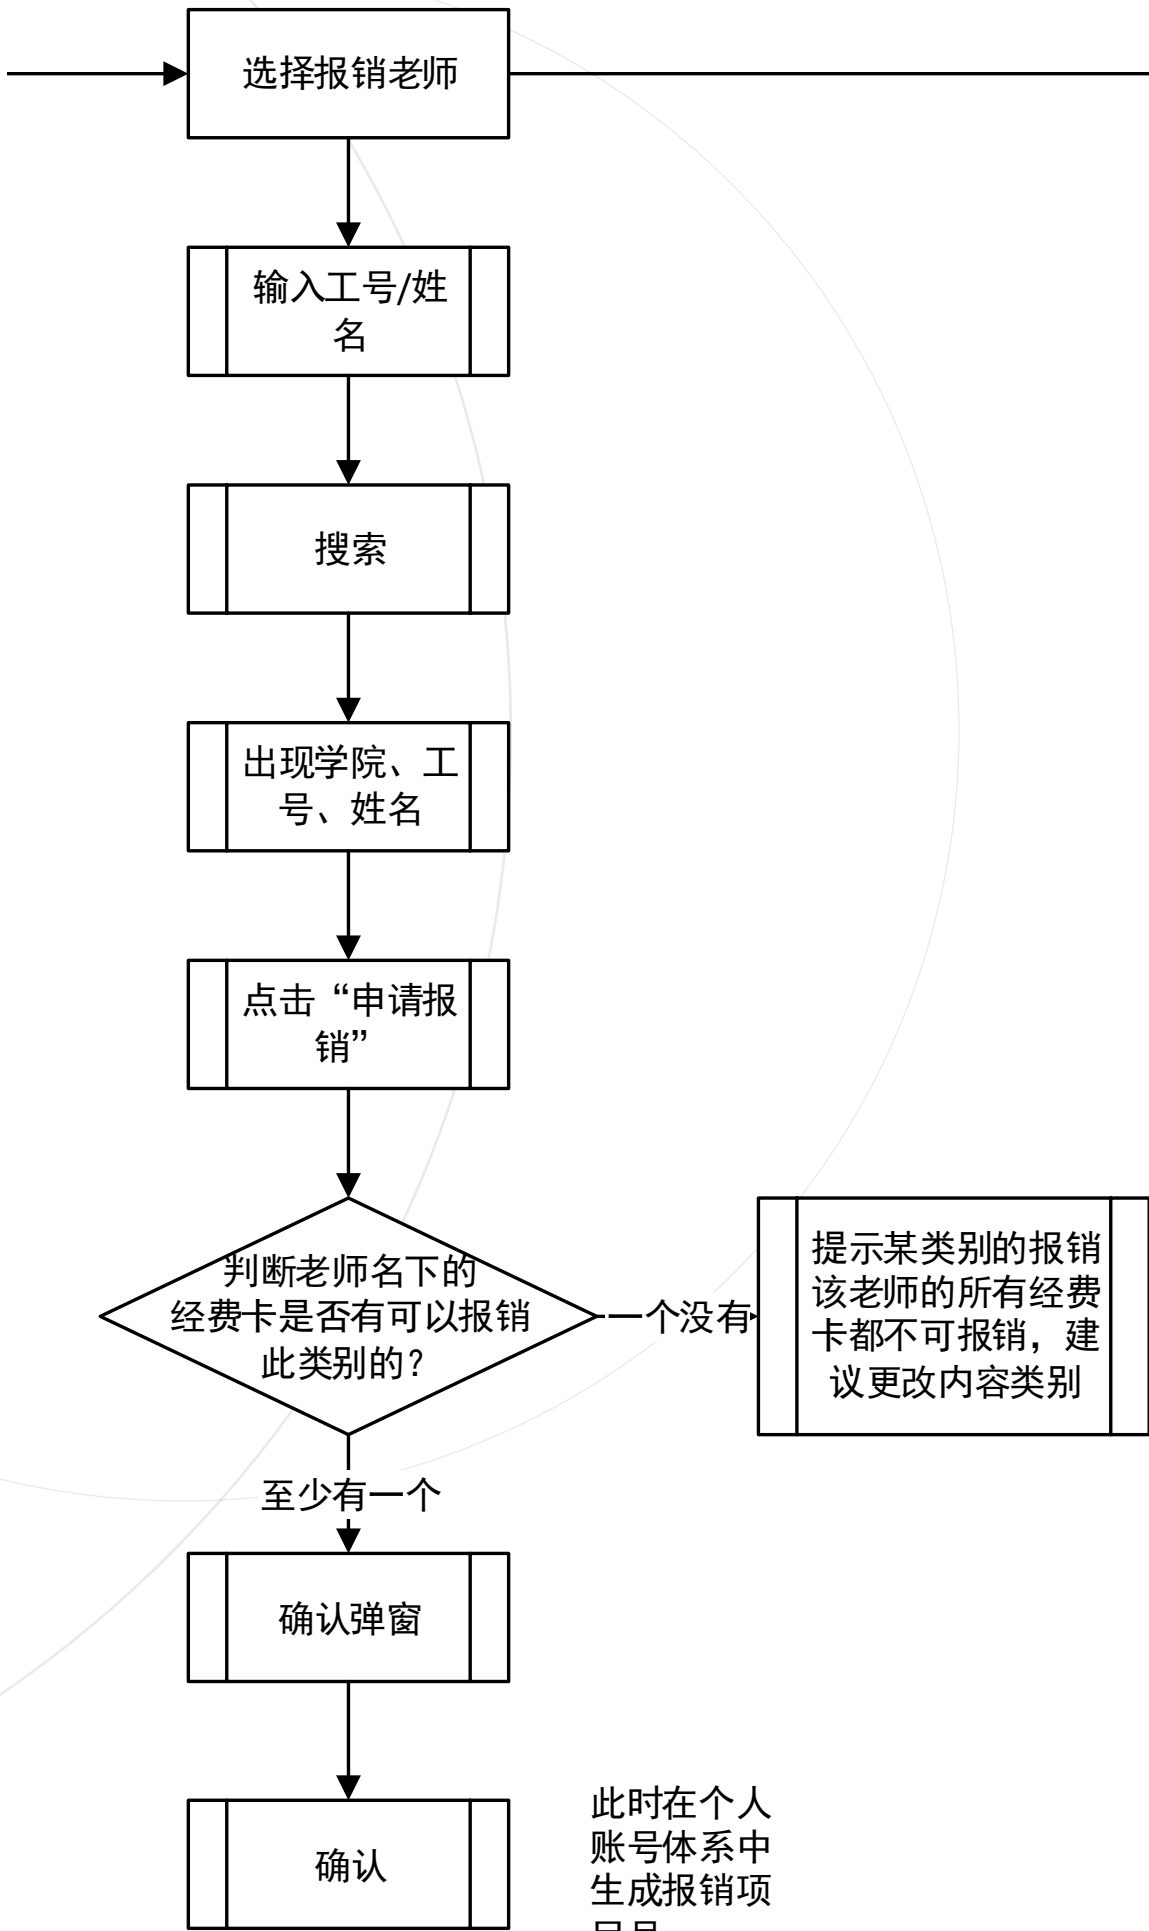 选择报销老师
输入工号/姓
名
搜索
出现学院、工
号、姓名
点击“申请报
销”
判断老师名下的
经费卡是否有可以报销
此类别的?
一个没有
提示某类别的报销
该老师的所有经费
卡都不可报销，建
议更改内容类别
至少有一个
确认弹窗
确认
此时在个人
账号体系中
生成报销项